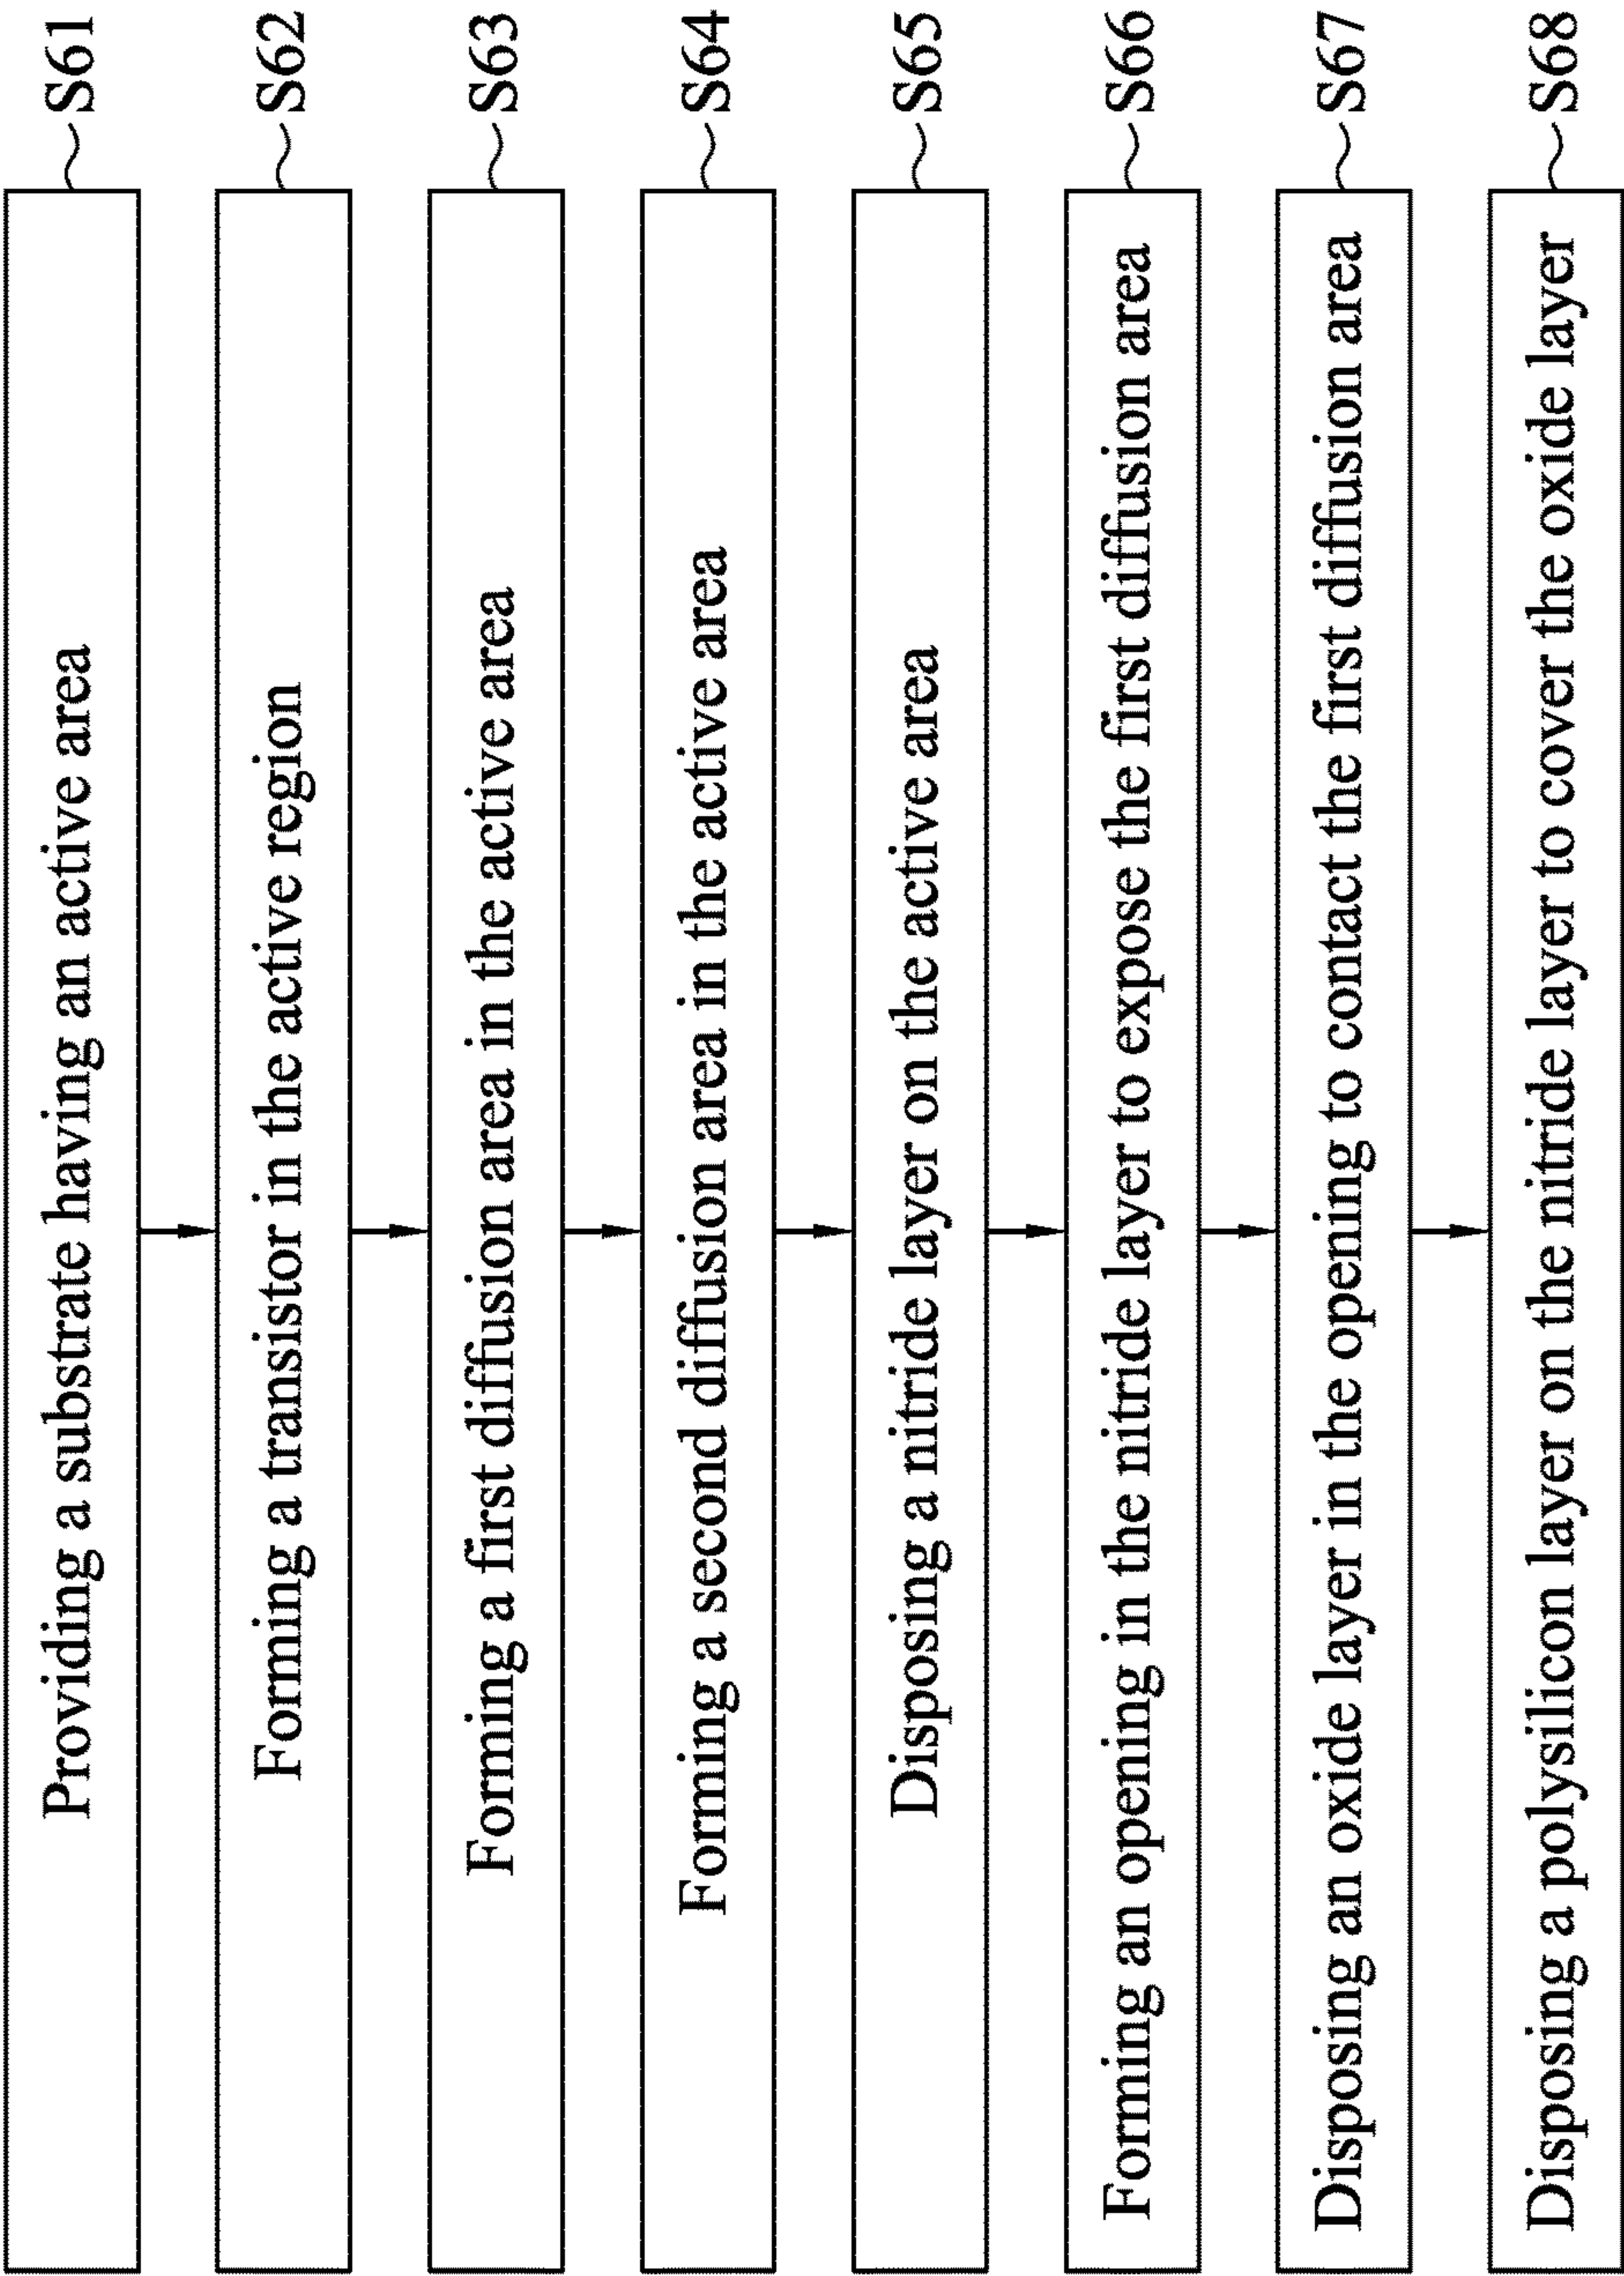 Providing a substrate having an active area S61
Forming a transistor in the active region S62
Forming a first diffusion area in the active area S63
Forming a second diffusion area in the active area S64
Disposing a nitride layer on the active area S65
Forming an opening in the nitride layer to expose the first diffusion area S66
Disposing an oxide layer in the opening to contact the first diffusion area S67
Disposing a polysilicon layer on the nitride layer to cover the oxide layer S68